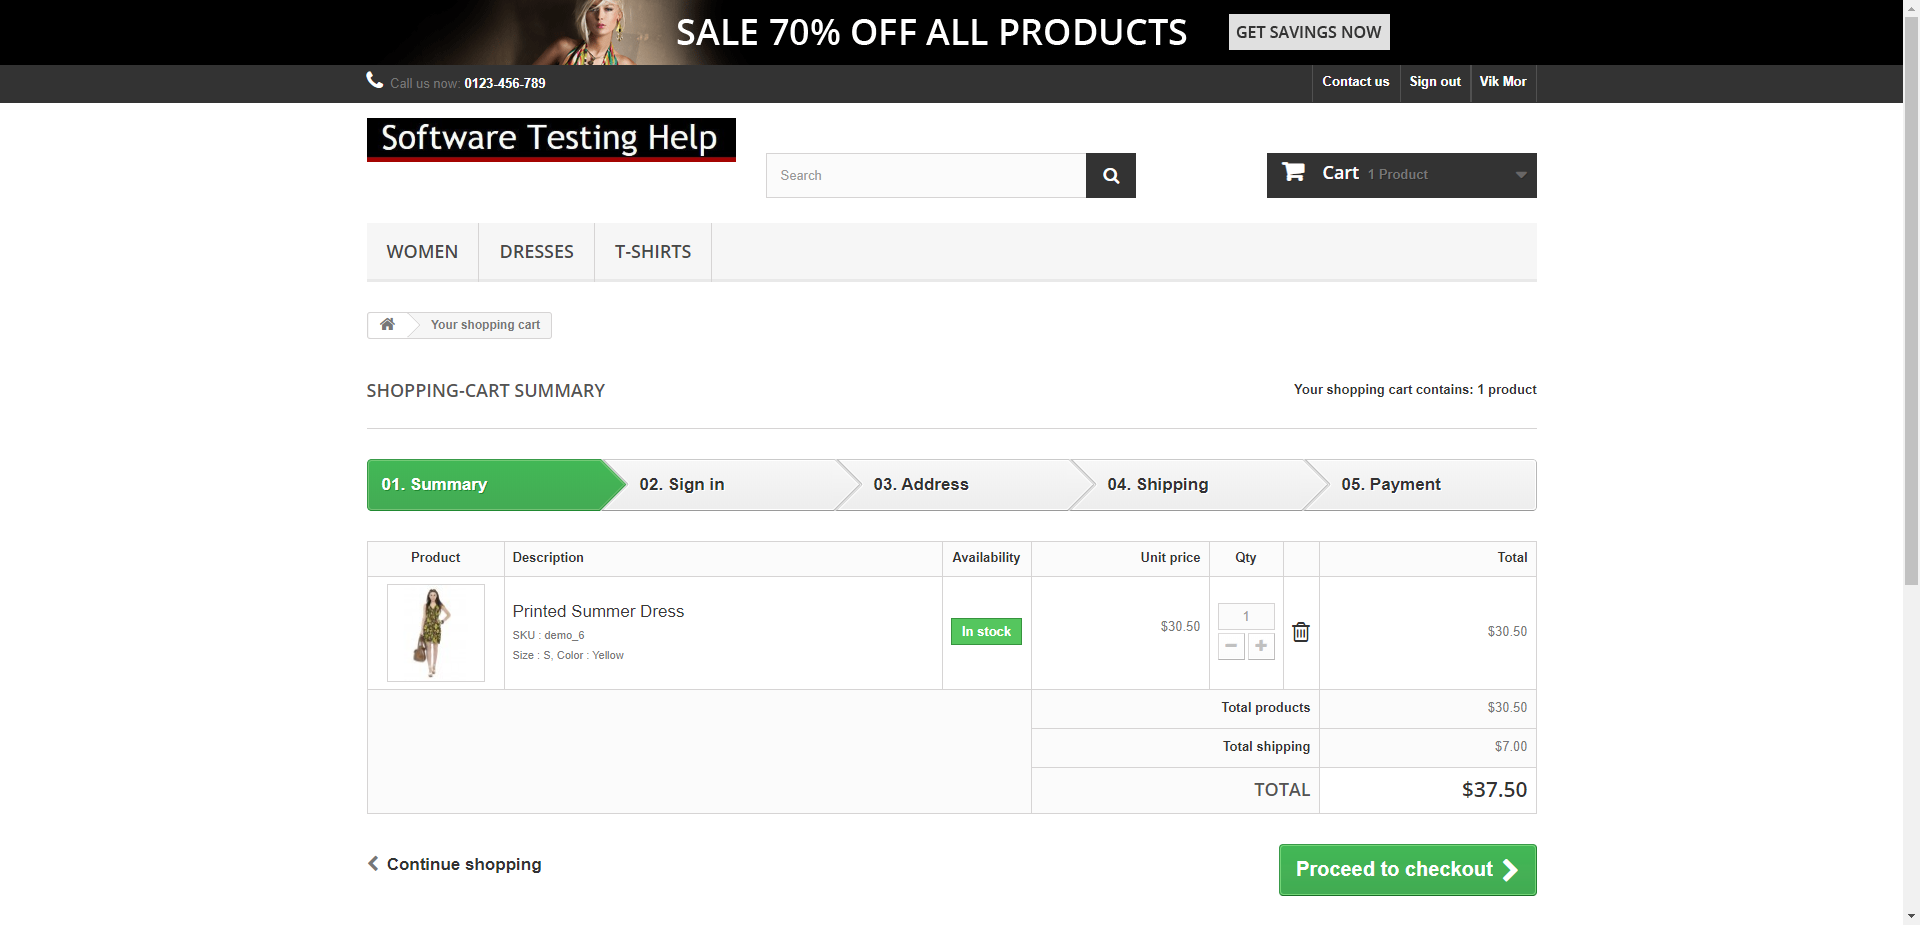 SALE 70% OFF ALL PRODUCTS GET SAVINGS NOW
Call us now: 0123-456-789 Contact us Sign out Vik Mor
Software Testing Help
Search
Cart 1 Product
WOMEN DRESSES T-SHIRTS
Your shopping cart
SHOPPING-CART SUMMARY Your shopping cart contains: 1 product
01. Summary 02. Sign in 03. Address 04. Shipping 05. Payment
Product Description Availability Unit price Qty Total
Printed Summer Dress
SKU : demo_6
Size : S, Color : Yellow
In stock
$30.50
1
$30.50
Total products $30.50
Total shipping $7.00
TOTAL $37.50
Continue shopping Proceed to checkout